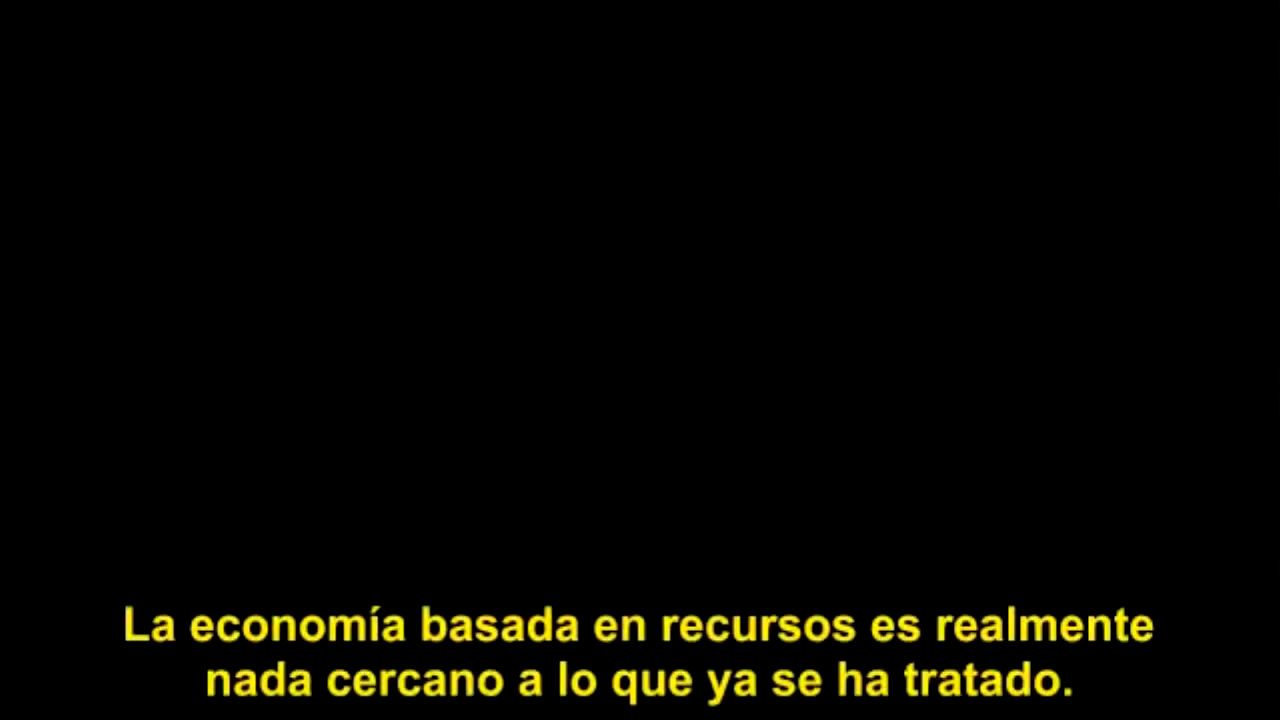 La economía basada en recursos es realmente
nada cercano a lo que ya se ha tratado.